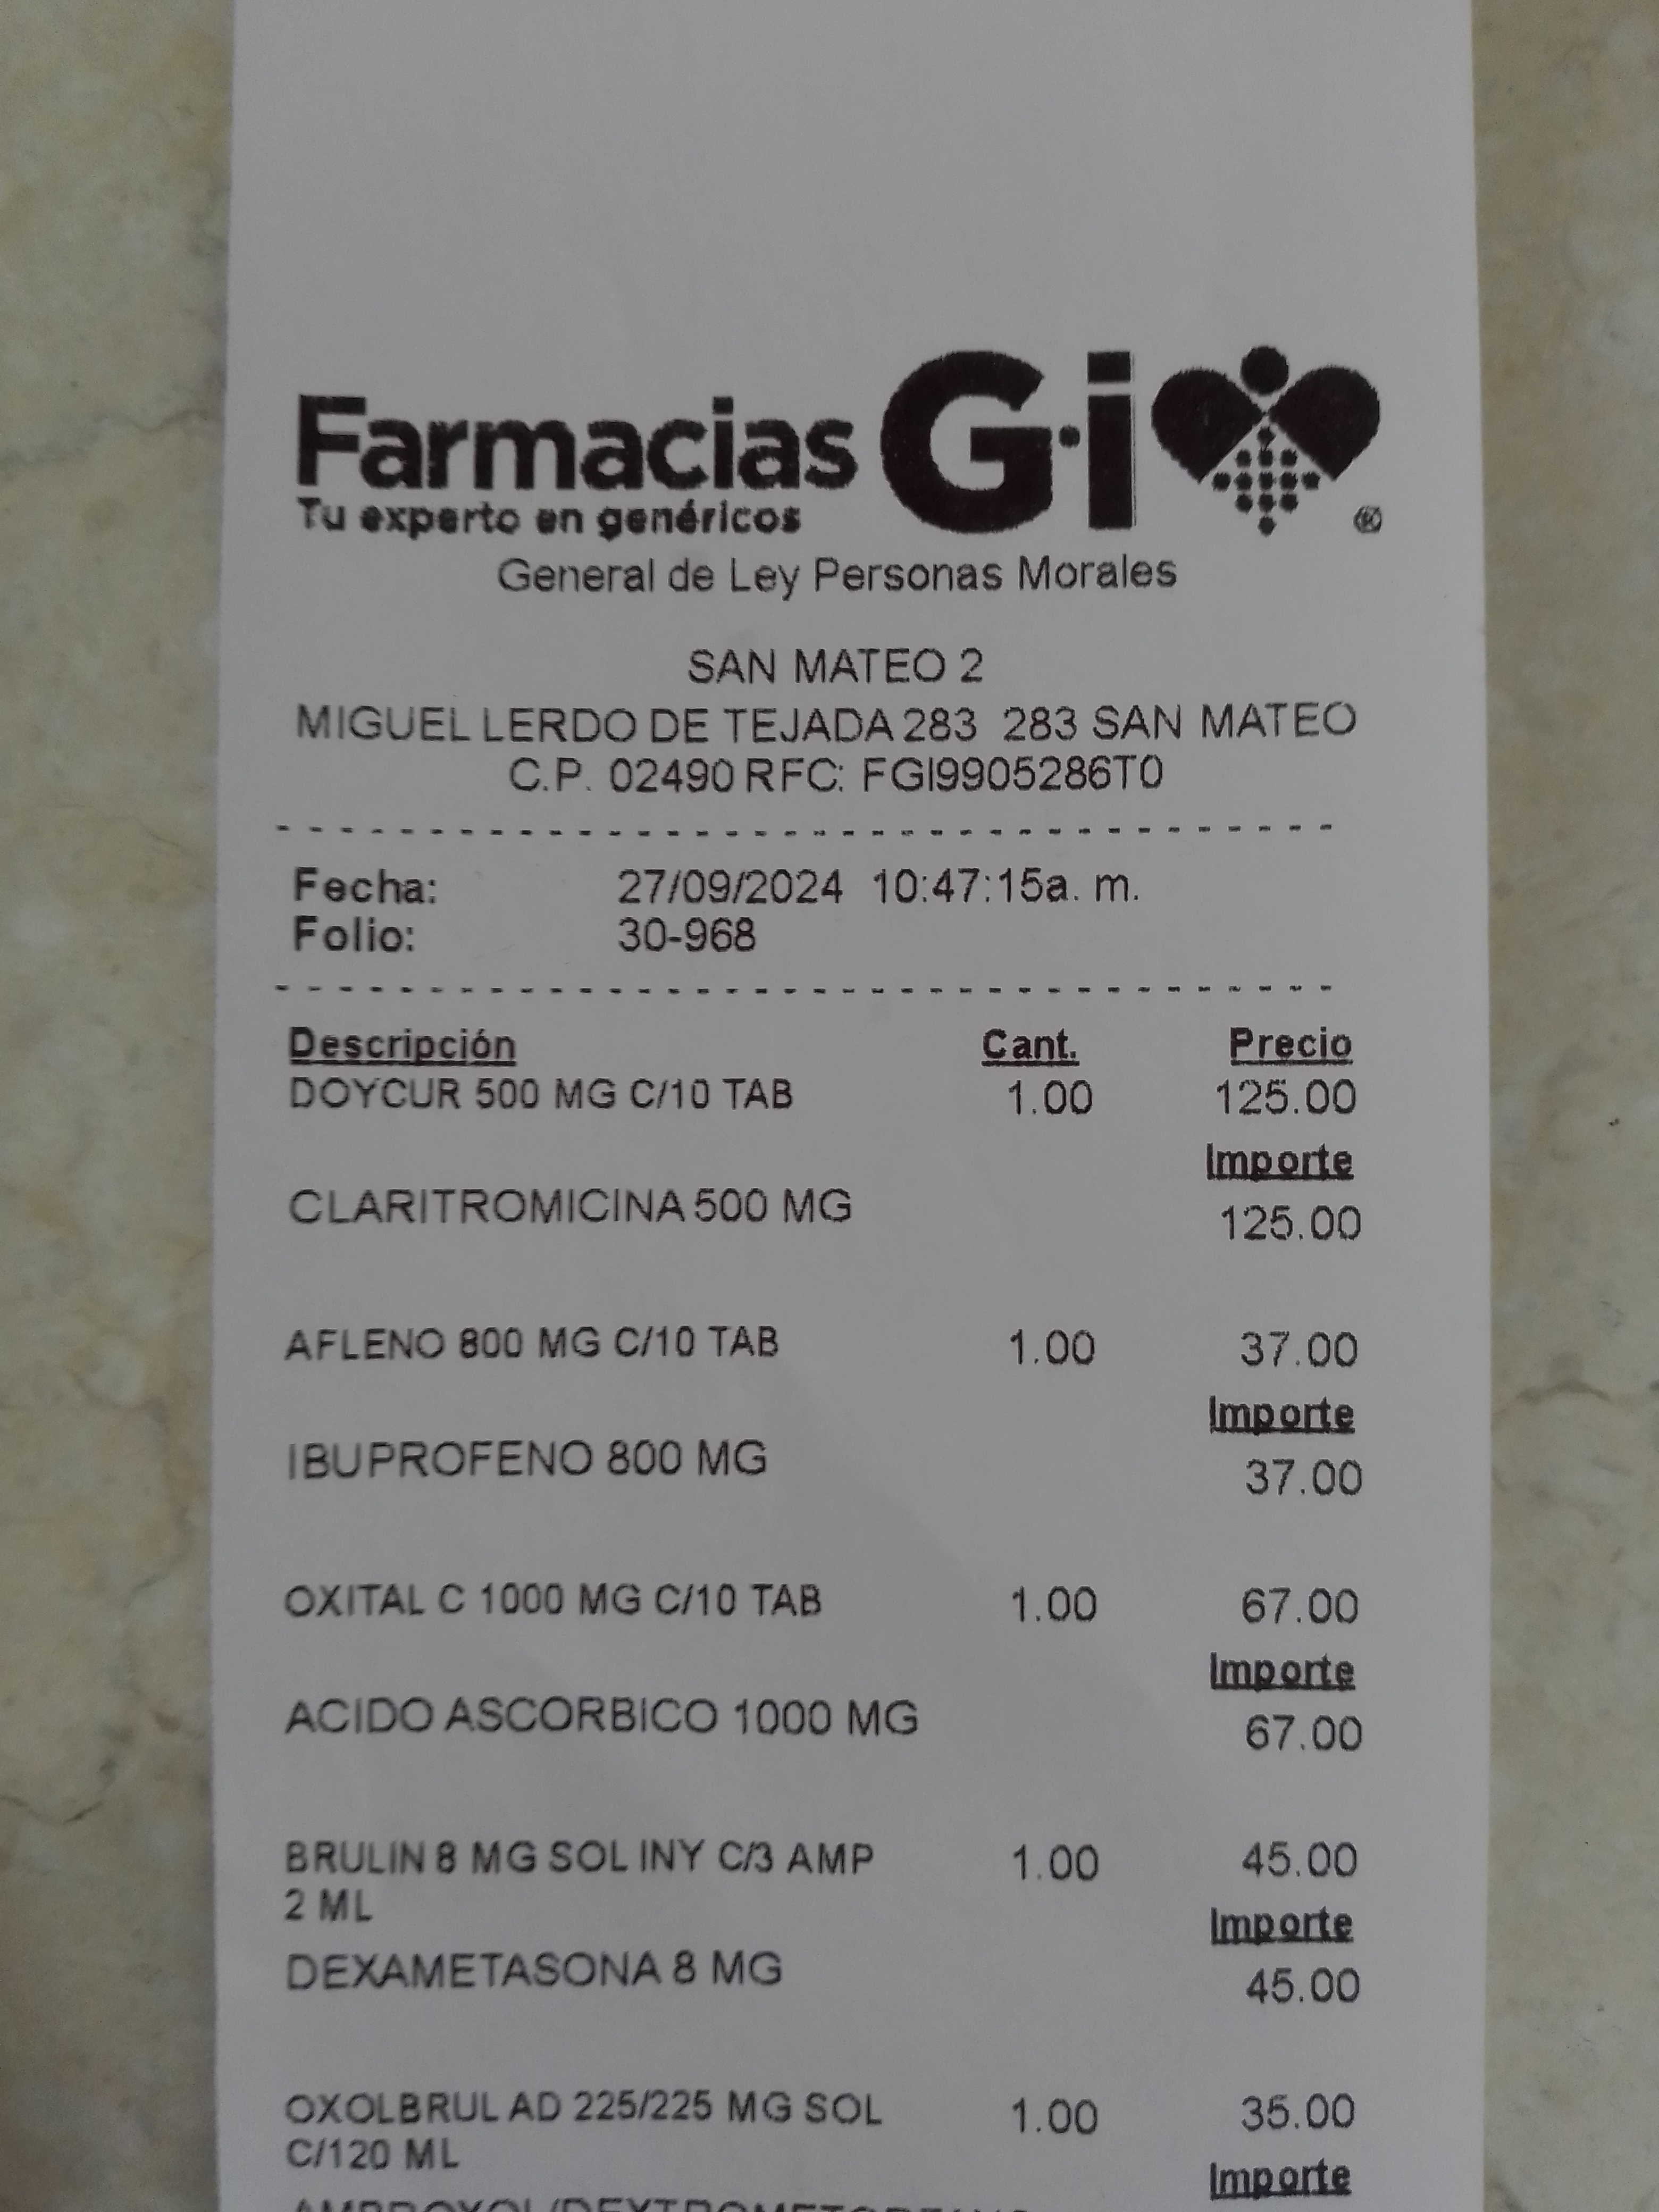 Farmacias G·i ®
Tu experto en genéricos
General de Ley Personas Morales
SAN MATEO 2
MIGUEL LERDO DE TEJADA 283 283 SAN MATEO
C.P. 02490 RFC: FGI9905286T0
Fecha: 27/09/2024 10:47:15a. m.
Folio: 30-968
Descripción Cant. Precio
DOYCUR 500 MG C/10 TAB 1.00 125.00
Importe
CLARITROMICINA 500 MG 125.00
AFLENO 800 MG C/10 TAB 1.00 37.00
Importe
IBUPROFENO 800 MG 37.00
OXITAL C 1000 MG C/10 TAB 1.00 67.00
Importe
ACIDO ASCORBICO 1000 MG 67.00
BRULIN 8 MG SOL INY C/3 AMP 1.00 45.00
2 ML Importe
DEXAMETASONA 8 MG 45.00
OXOLBRUL AD 225/225 MG SOL 1.00 35.00
C/120 ML Importe